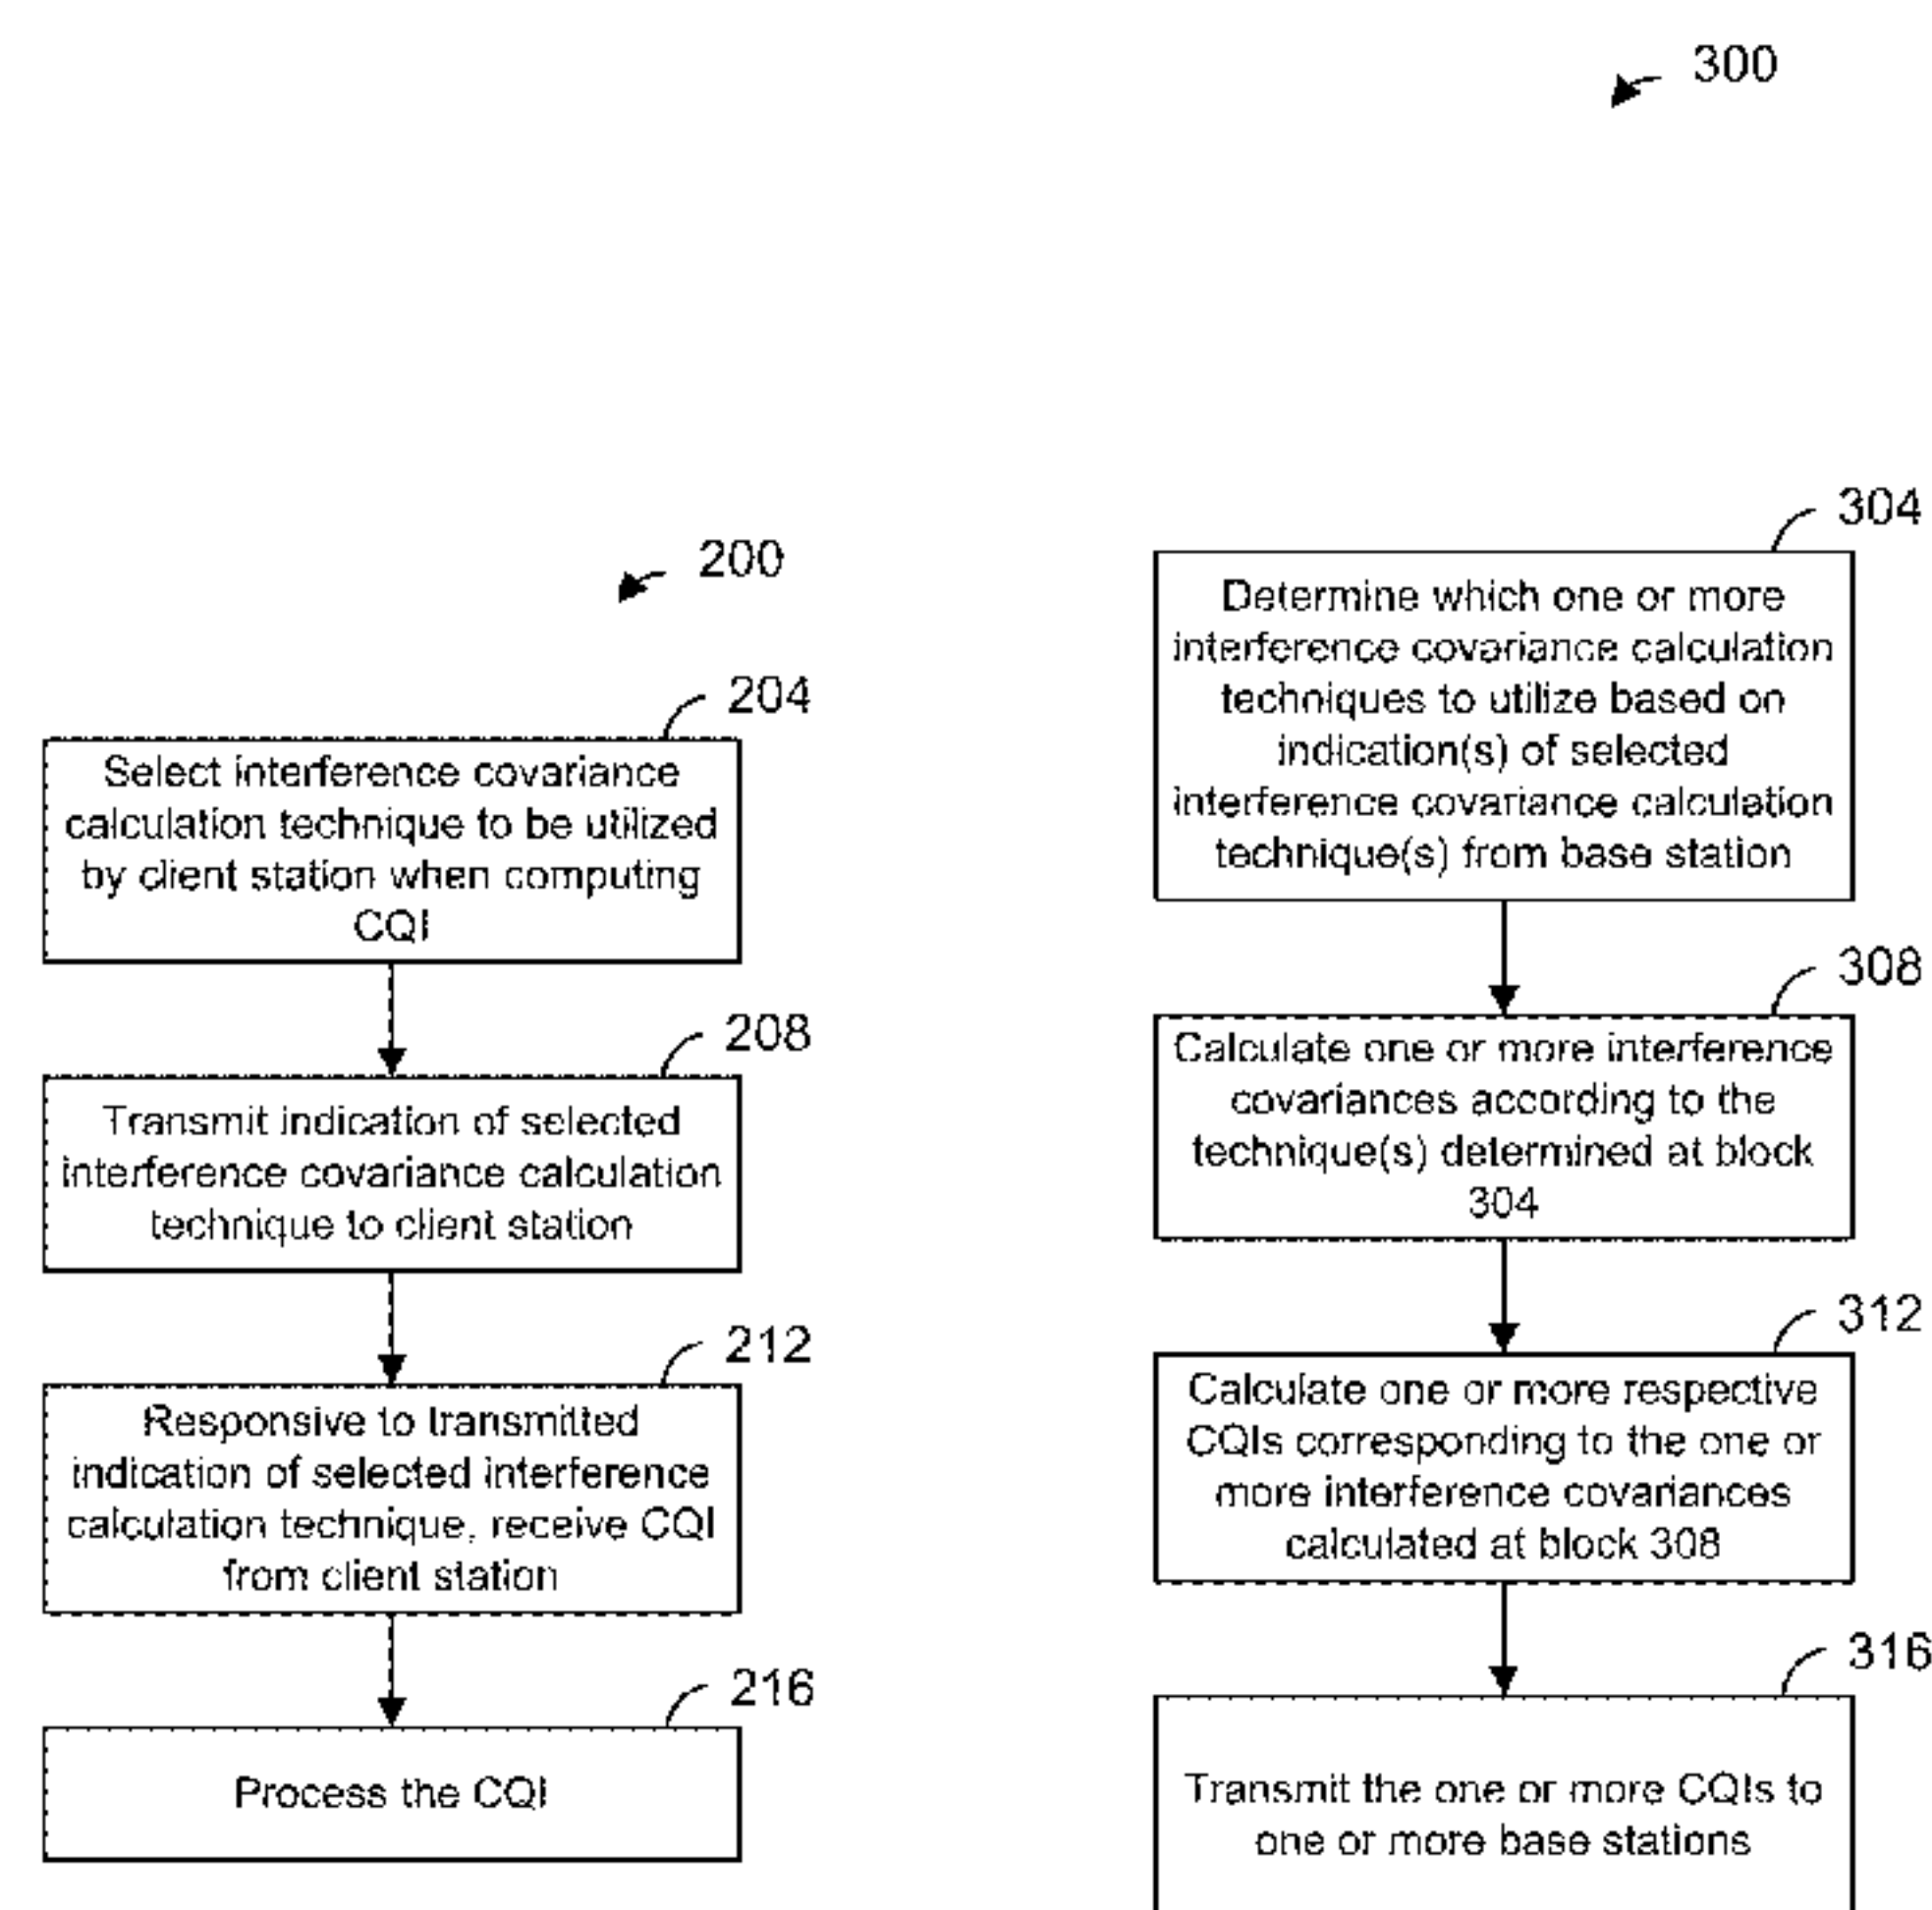 200
204
Select interference covariance
calculation technique to be utilized
by client station when computing
CQI
208
Transmit indication of selected
interference covariance calculation
technique to client station
212
Responsive to transmitted
indication of selected interference
calculation technique, receive CQI
from client station
216
Process the CQI
300
304
Determine which one or more
interference covariance calculation
techniques to utilize based on
indication(s) of selected
interference covariance calculation
technique(s) from base station
308
Calculate one or more interference
covariances according to the
technique(s) determined at block
304
312
Calculate one or more respective
CQIs corresponding to the one or
more interference covariances
calculated at block 308
316
Transmit the one or more CQIs to
one or more base stations